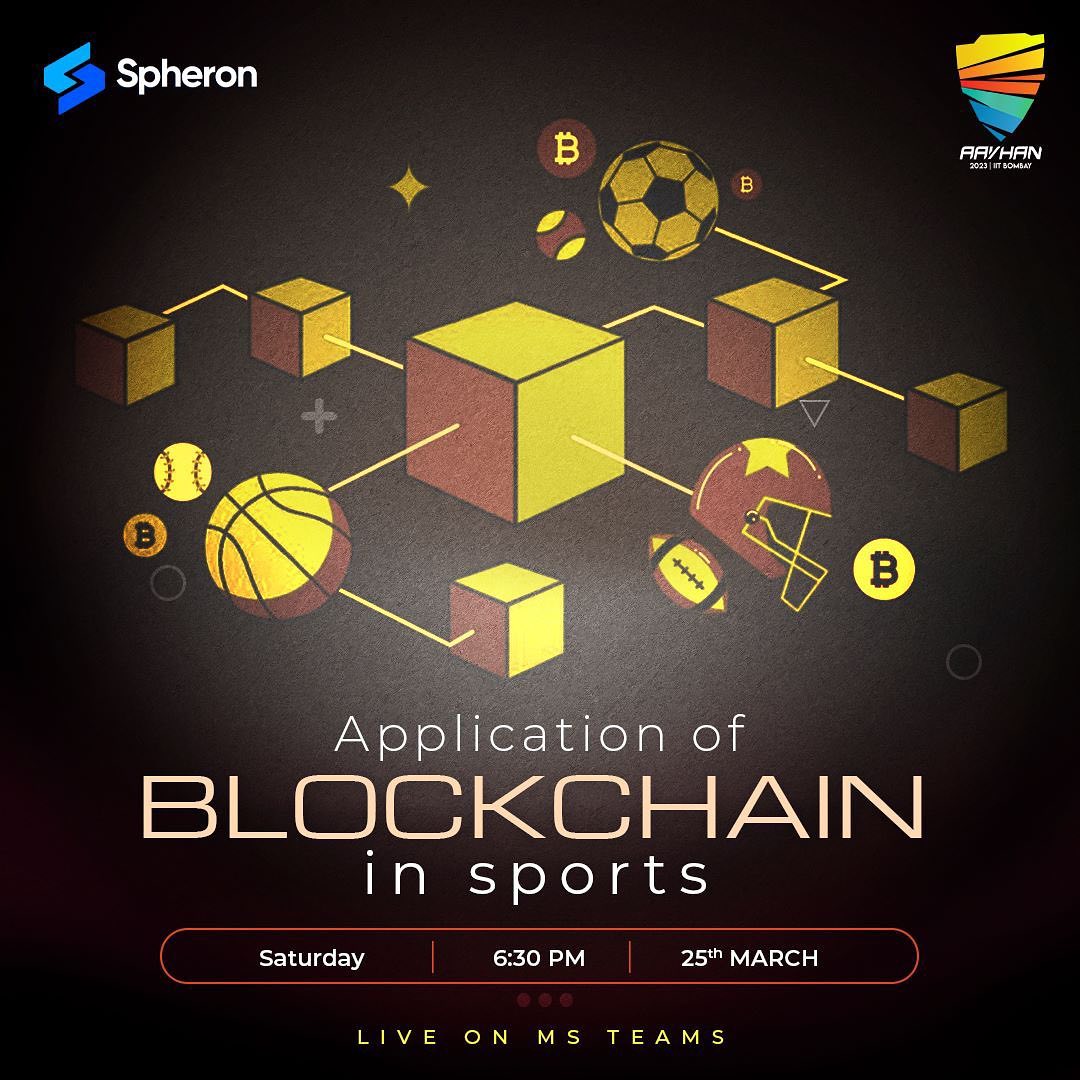 Spheron
AAVHAN
2023 | IIT BOMBAY
Application of
BLOCKCHAIN
in sports
Saturday | 6:30 PM | 25th MARCH
LIVE ON MS TEAMS